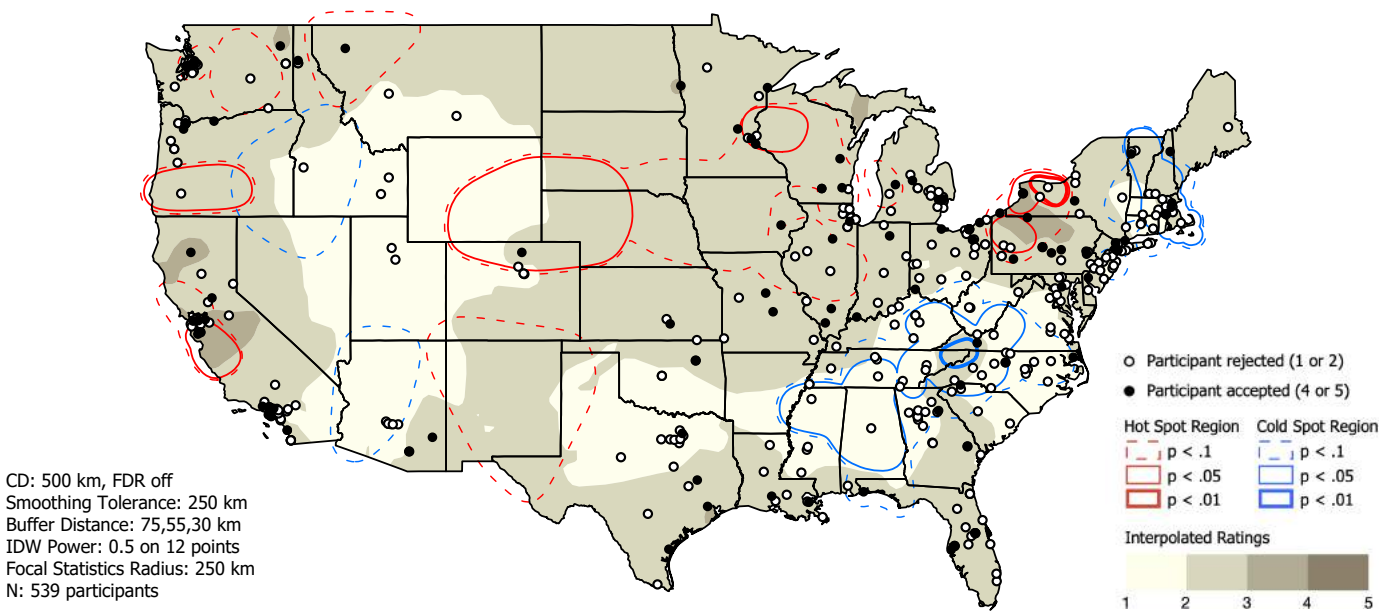 Participant rejected (1 or 2)
Participant accepted (4 or 5)
Hot Spot Region Cold Spot Region
p < .1 p < .1
p < .05 p < .05
p < .01 p < .01
CD: 500 km, FDR off
Smoothing Tolerance: 250 km
Buffer Distance: 75,55,30 km
IDW Power: 0.5 on 12 points
Focal Statistics Radius: 250 km
N: 539 participants
Interpolated Ratings
1 2 3 4 5